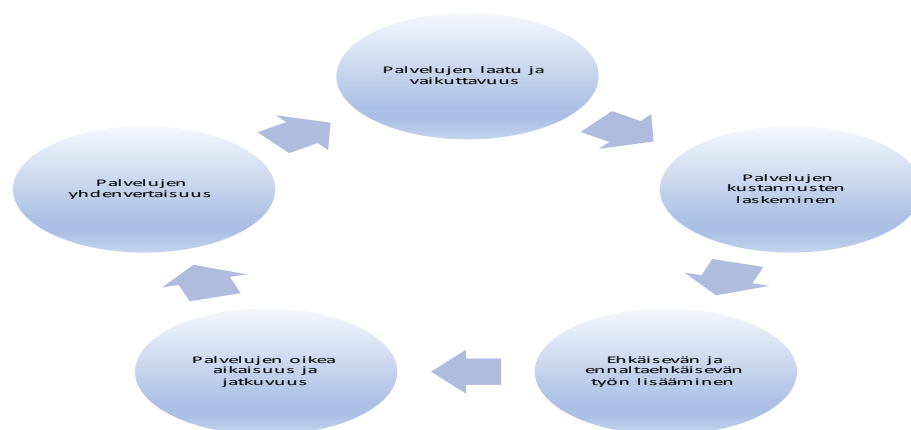 Palvelujen laatu ja
vaikuttavuus
Palvelujen
kustannusten
laskeminen
Ehkäisevän ja
ennaltaehkäisevän
työn lisääminen
Palvelujen oikea
aikaisuus ja
jatkuvuus
Palvelujen
yhdenvertaisuus